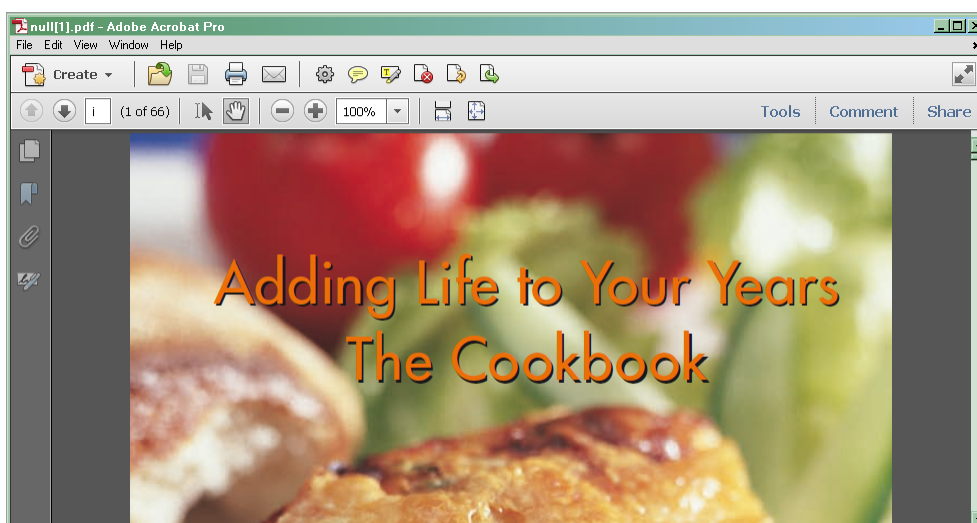 null[1].pdf - Adobe Acrobat Pro
File Edit View Window Help
Create
i (1 of 66) 100% Tools Comment Share
Adding Life to Your Years
The Cookbook